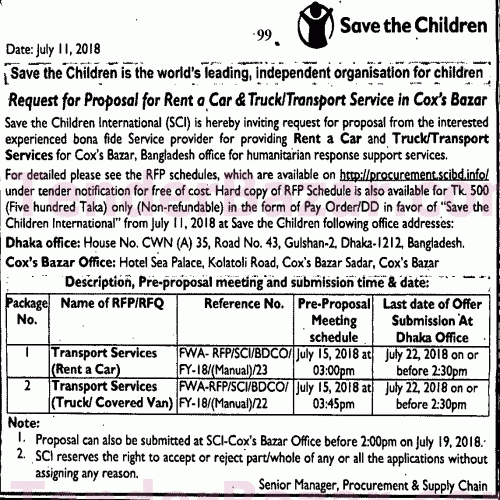 ·99
Save the Children
Date: July 11, 2018
Save the Children is the world's leading, independent organisation for children
Request for Proposal for Rent a Car & Truck/Transport Service in Cox's Bazar
Save the Children International (SCI) is hereby inviting request for proposal from the interested
experienced bona fide Service provider for providing Rent a Car and Truck/Transport
Services for Cox's Bazar, Bangladesh office for humanitarian response support services.
For detailed please see the RFP schedules, which are available on http://procurement.scibd.info/
under tender notification for free of cost. Hard copy of RFP Schedule is also available for Tk. 500
(Five hundred Taka) only (Non-refundable) in the form of Pay Order/DD in favor of "Save the
Children International" from July 11, 2018 at Save the Children following office addresses:
Dhaka office: House No. CWN (A) 35, Road No. 43, Gulshan-2, Dhaka-1212, Bangladesh.
Cox's Bazar Office: Hotel Sea Palace, Kolatoli Road, Cox's Bazar Sadar, Cox's Bazar
Description, Pre-proposal meeting and submission time & date:
Package No. Name of RFP/RFQ Reference No. Pre-Proposal Meeting schedule Last date of Offer Submission At Dhaka Office
1 Transport Services (Rent a Car) FWA- RFP/SCI/BDCO/FY-18/(Manual)/23 July 15, 2018 at 03:00pm July 22, 2018 on or before 2:30pm
2 Transport Services (Truck/ Covered Van) FWA-RFP/SCI/BDCO/FY-18/(Manual)/22 July 15, 2018 at 03:45pm July 22, 2018 on or before 2:30pm
Note:
1. Proposal can also be submitted at SCI-Cox's Bazar Office before 2:00pm on July 19, 2018.
2. SCI reserves the right to accept or reject part/whole of any or all the applications without
assigning any reason.
Senior Manager, Procurement & Supply Chain